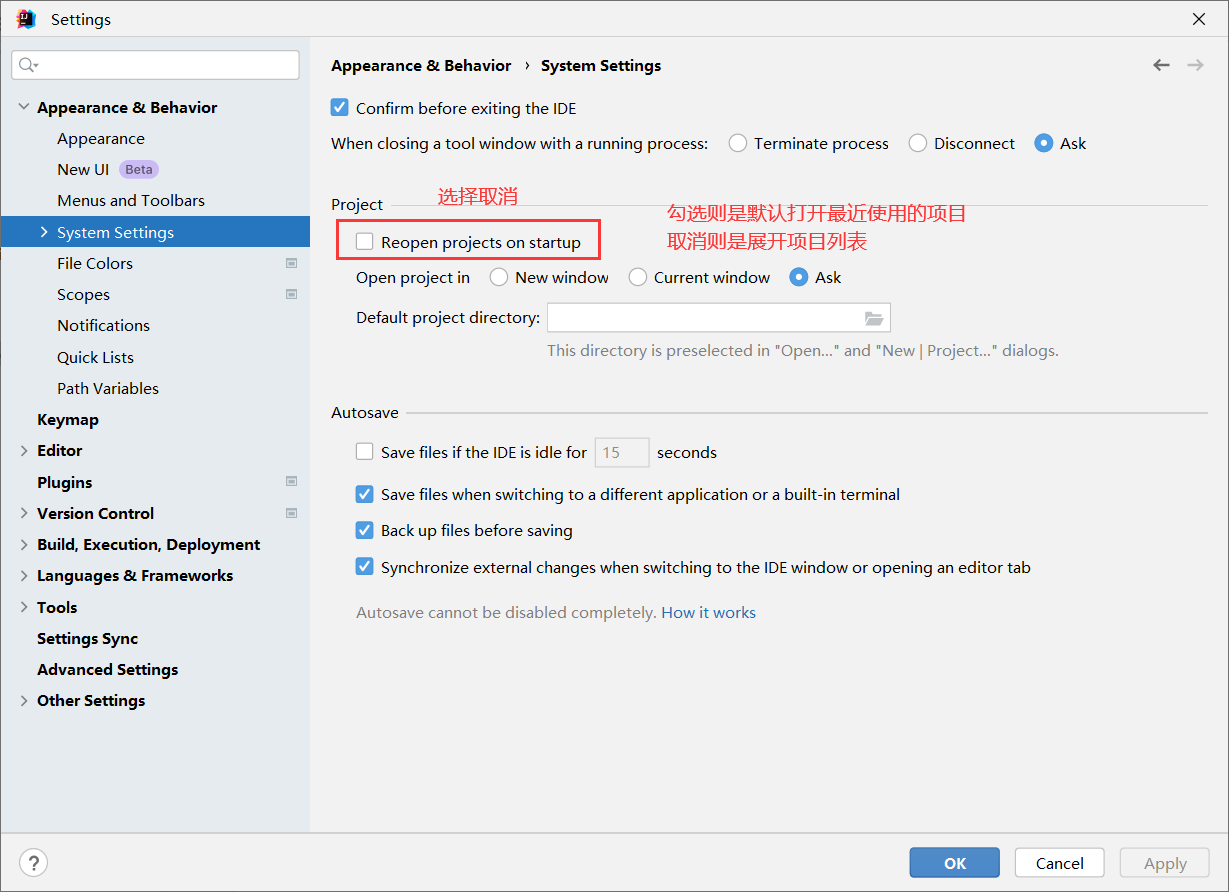 Settings
Appearance & Behavior › System Settings
Appearance & Behavior
Appearance
New UI Beta
Menus and Toolbars
System Settings
File Colors
Scopes
Notifications
Quick Lists
Path Variables
Keymap
Editor
Plugins
Version Control
Build, Execution, Deployment
Languages & Frameworks
Tools
Settings Sync
Advanced Settings
Other Settings
Confirm before exiting the IDE
When closing a tool window with a running process: Terminate process Disconnect Ask
Project
选择取消
勾选则是默认打开最近使用的项目
取消则是展开项目列表
Reopen projects on startup
Open project in New window Current window Ask
Default project directory:
This directory is preselected in "Open..." and "New | Project..." dialogs.
Autosave
Save files if the IDE is idle for 15 seconds
Save files when switching to a different application or a built-in terminal
Back up files before saving
Synchronize external changes when switching to the IDE window or opening an editor tab
Autosave cannot be disabled completely. How it works
? OK Cancel Apply